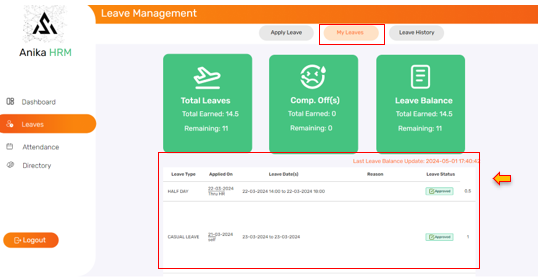 Leave Management
Apply Leave
My Leaves
Leave History
Anika HRM
Dashboard
Leaves
Attendance
Directory
Logout
Total Leaves
Total Earned: 14.5
Remaining: 11
Comp. Off(s)
Total Earned: 0
Remaining: 0
Leave Balance
Total Earned: 14.5
Remaining: 11
Last Leave Balance Update: 2024-05-01 17:40:42
Leave Type Applied On Leave Date(s) Reason Leave Status
HALF DAY 22-03-2024 22-03-2024 14:00 to 22-03-2024 18:00 Approved 0.5
Thru HR
CASUAL LEAVE 21-03-2024 23-03-2024 to 23-03-2024 Approved 1